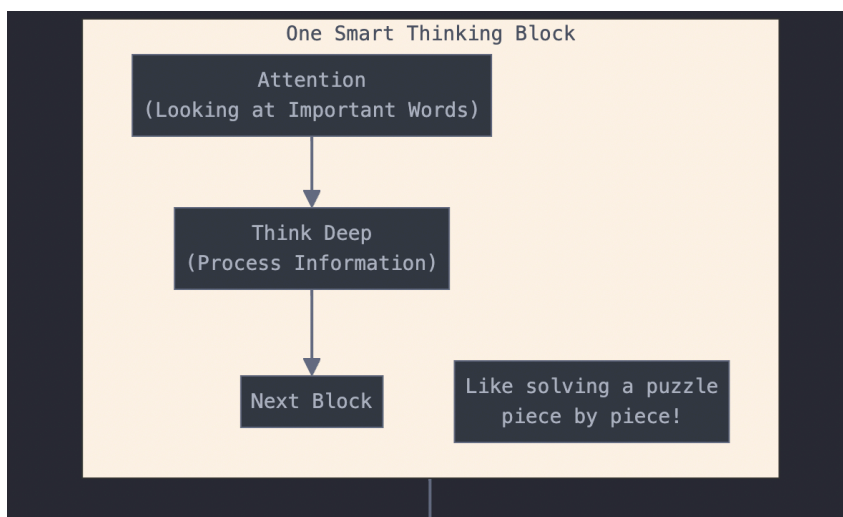 One Smart Thinking Block
Attention
(Looking at Important Words)
Think Deep
(Process Information)
Next Block
Like solving a puzzle
piece by piece!